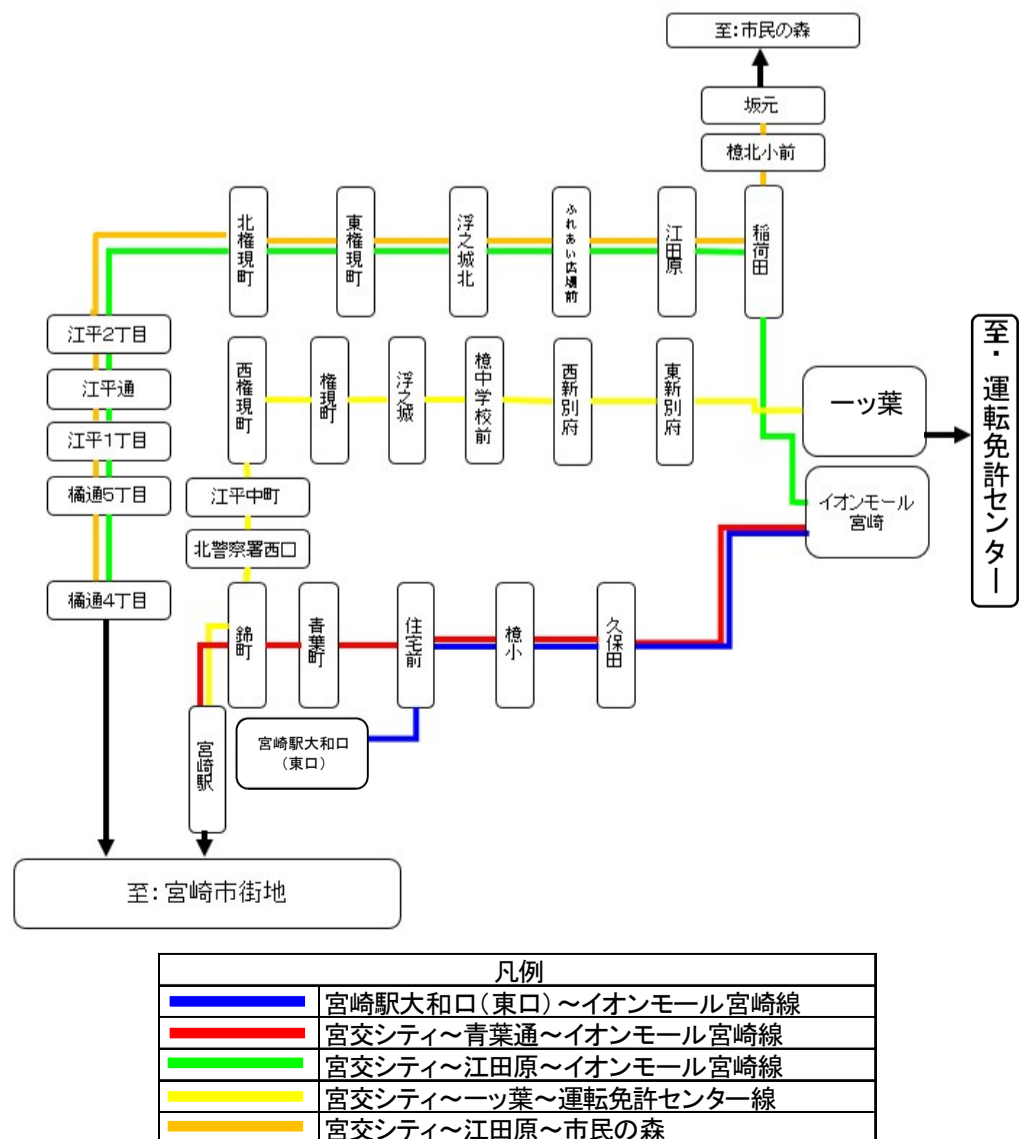 至:市民の森
坂元
檍北小前
北権現町
東権現町
浮之城北
ふれあい広場前
江田原
稲荷田
江平2丁目
江平通
江平1丁目
橘通5丁目
橘通4丁目
西権現町
権現町
浮之城
檍中学校前
西新別府
東新別府
一ッ葉
至・運転免許センター
江平中町
北警察署西口
イオンモール
宮崎
錦町
青葉町
住宅前
檍小
久保田
宮崎駅
宮崎駅大和口
(東口)
至:宮崎市街地
凡例
宮崎駅大和口(東口)～イオンモール宮崎線
宮交シティ～青葉通～イオンモール宮崎線
宮交シティ～江田原～イオンモール宮崎線
宮交シティ～一ッ葉～運転免許センター線
宮交シティ～江田原～市民の森